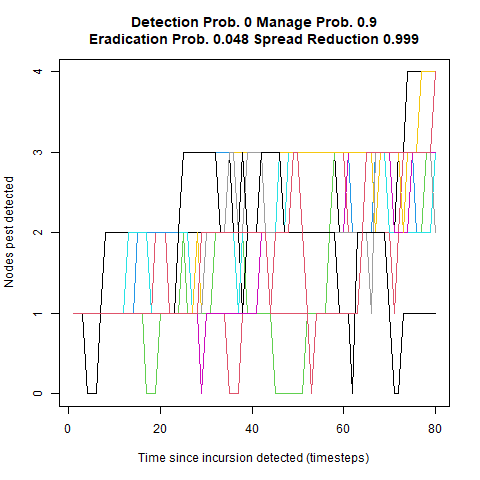 Detection Prob. 0 Manage Prob. 0.9
Eradication Prob. 0.048 Spread Reduction 0.999
Nodes pest detected
4
3
2
1
0
0 20 40 60 80
Time since incursion detected (timesteps)